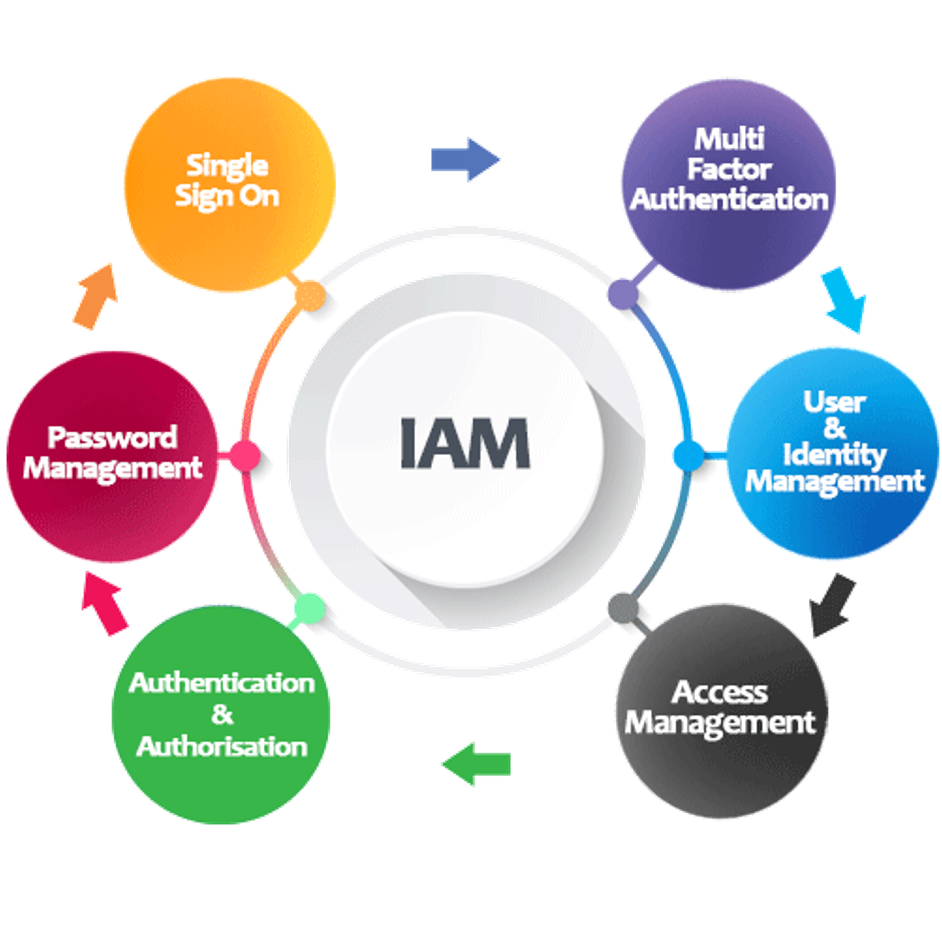 Single
Sign On
Multi
Factor
Authentication
User
&
Identity
Management
Access
Management
Authentication
&
Authorisation
Password
Management
IAM